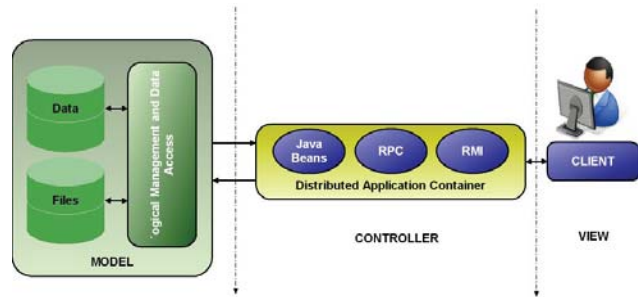 Data
Files
ogical Management and Data
Access
MODEL
Java
Beans
RPC
RMI
Distributed Application Container
CONTROLLER
CLIENT
VIEW